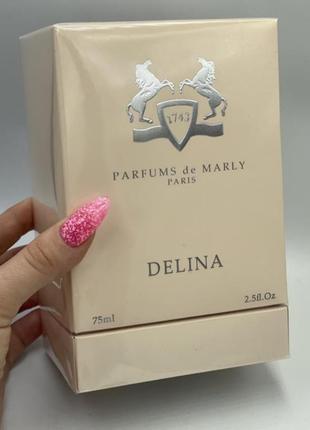 1743
PARFUMS de MARLY
PARIS
DELINA
75ml 2.5fl.Oz